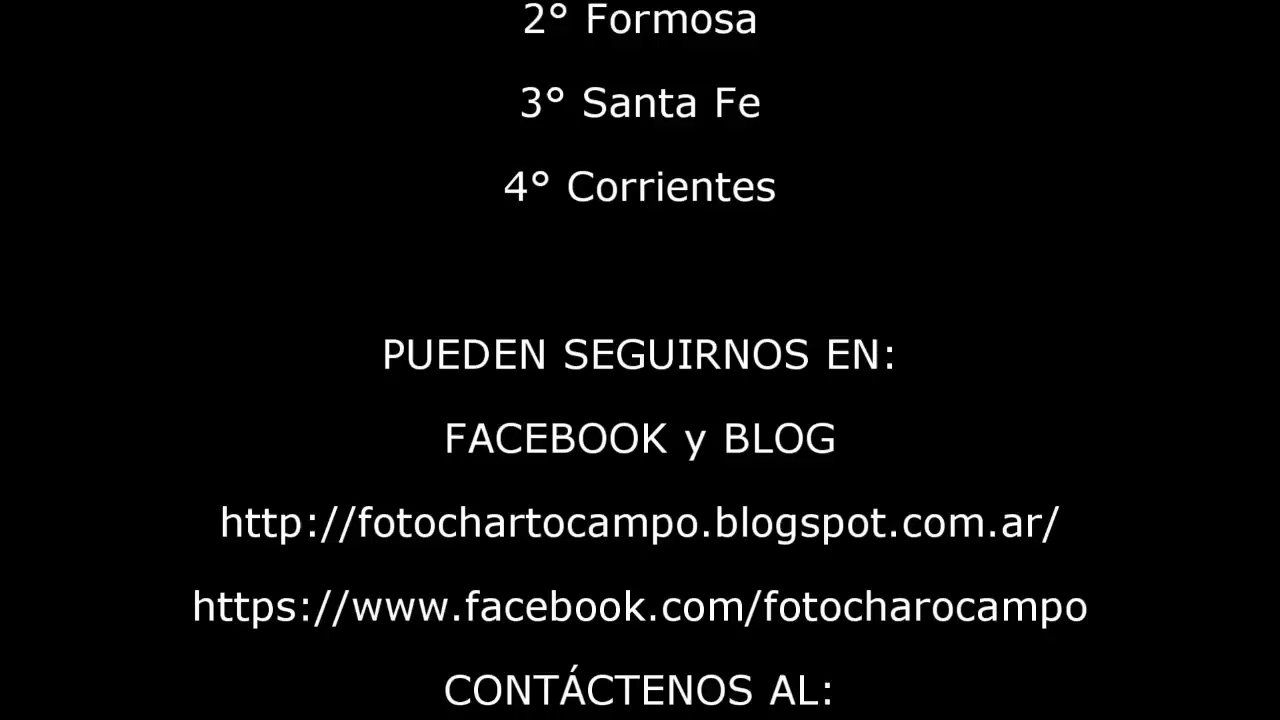 2° Formosa
3° Santa Fe
4° Corrientes
PUEDEN SEGUIRNOS EN:
FACEBOOK y BLOG
http://fotochartocampo.blogspot.com.ar/
https://www.facebook.com/fotocharocampo
CONTÁCTENOS AL: